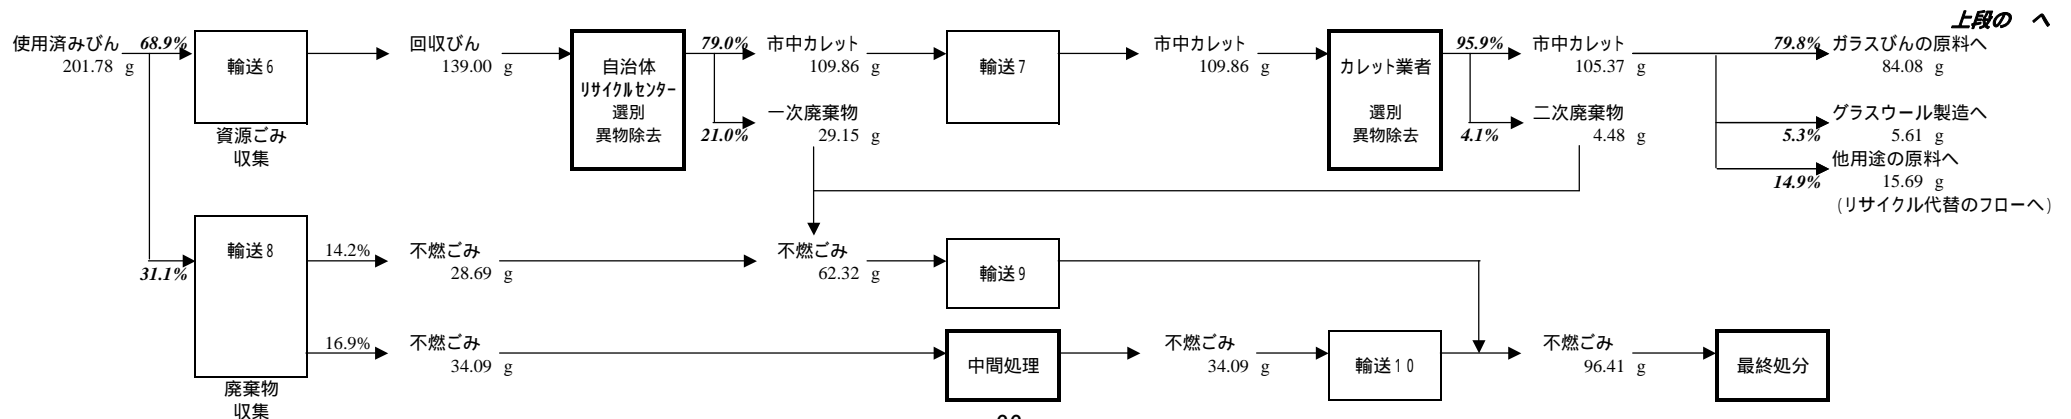 上段の　へ
使用済みびん
201.78 g
68.9%
輸送6
資源ごみ
収集
回収びん
139.00 g
自治体
リサイクルセンター
選別
異物除去
79.0%
市中カレット
109.86 g
21.0%
一次廃棄物
29.15 g
輸送7
市中カレット
109.86 g
カレット業者
選別
異物除去
95.9%
市中カレット
105.37 g
4.1%
二次廃棄物
4.48 g
79.8%
ガラスびんの原料へ
84.08 g
5.3%
グラスウール製造へ
5.61 g
14.9%
他用途の原料へ
15.69 g
(リサイクル代替のフローへ)
31.1%
輸送8
廃棄物
収集
14.2%
不燃ごみ
28.69 g
不燃ごみ
62.32 g
輸送9
16.9%
不燃ごみ
34.09 g
中間処理
不燃ごみ
34.09 g
輸送10
不燃ごみ
96.41 g
最終処分